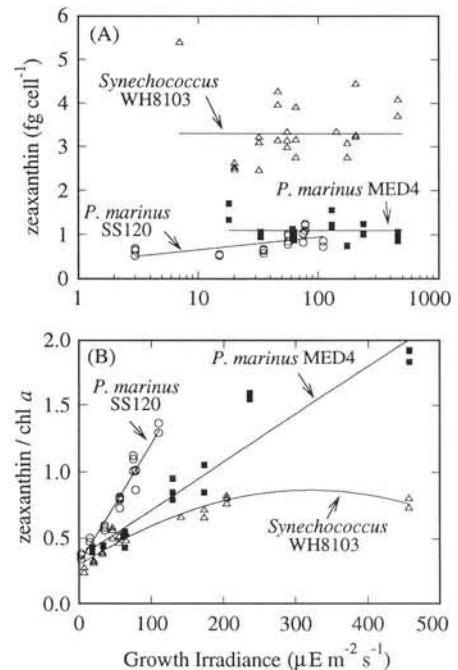 (A)
zeaxanthin (fg cell⁻¹)
6
5
4
3
2
1
0
Synechococcus
WH8103
P. marinus MED4
P. marinus
SS120
1
10
100
1000
(B)
zeaxanthin / chl a
2.0
1.5
1.0
0.5
0.0
P. marinus
SS120
P. marinus MED4
Synechococcus
WH8103
0
100
200
300
400
500
Growth Irradiance (μE m⁻² s⁻¹)